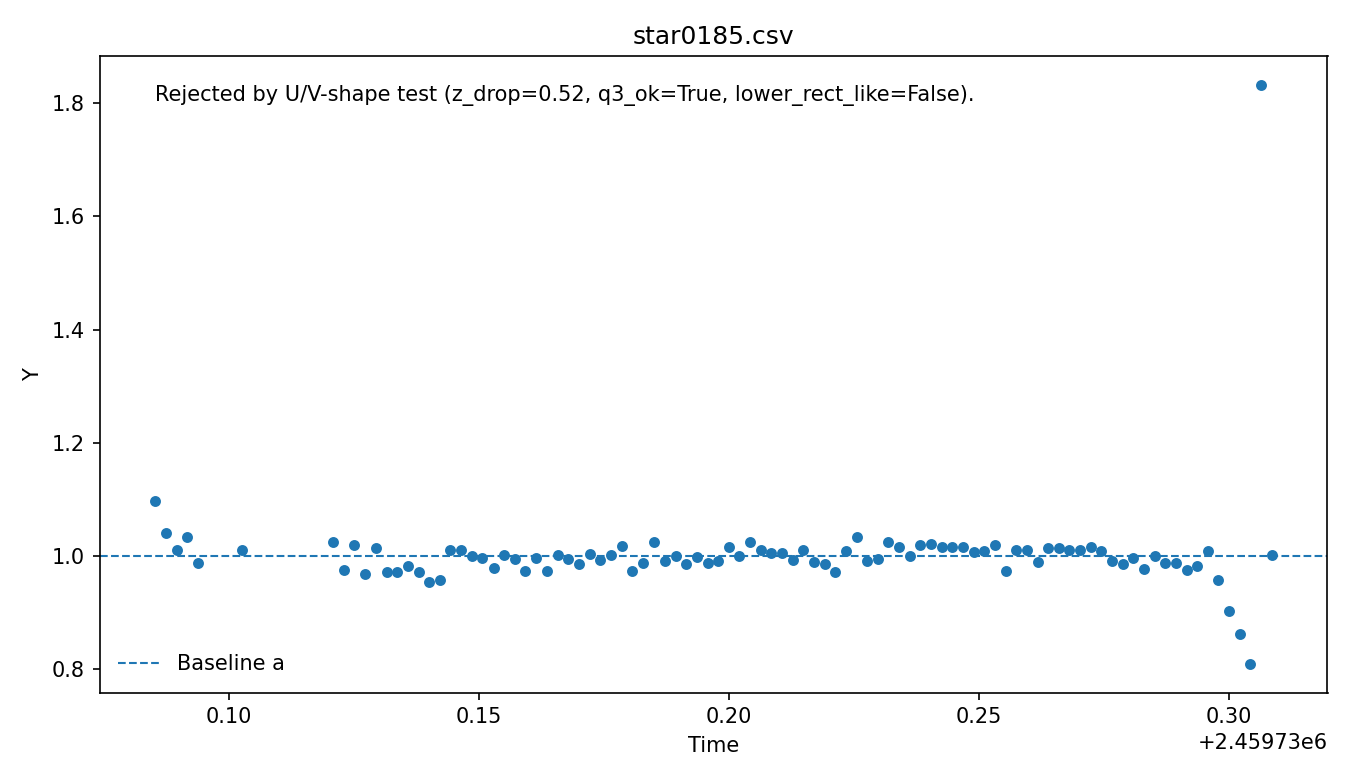 star0185.csv
Rejected by U/V-shape test (z_drop=0.52, q3_ok=True, lower_rect_like=False).
1.8
1.6
1.4
1.2
1.0
0.8
Y
Baseline a
0.10 0.15 0.20 0.25 0.30
Time
+2.45973e6